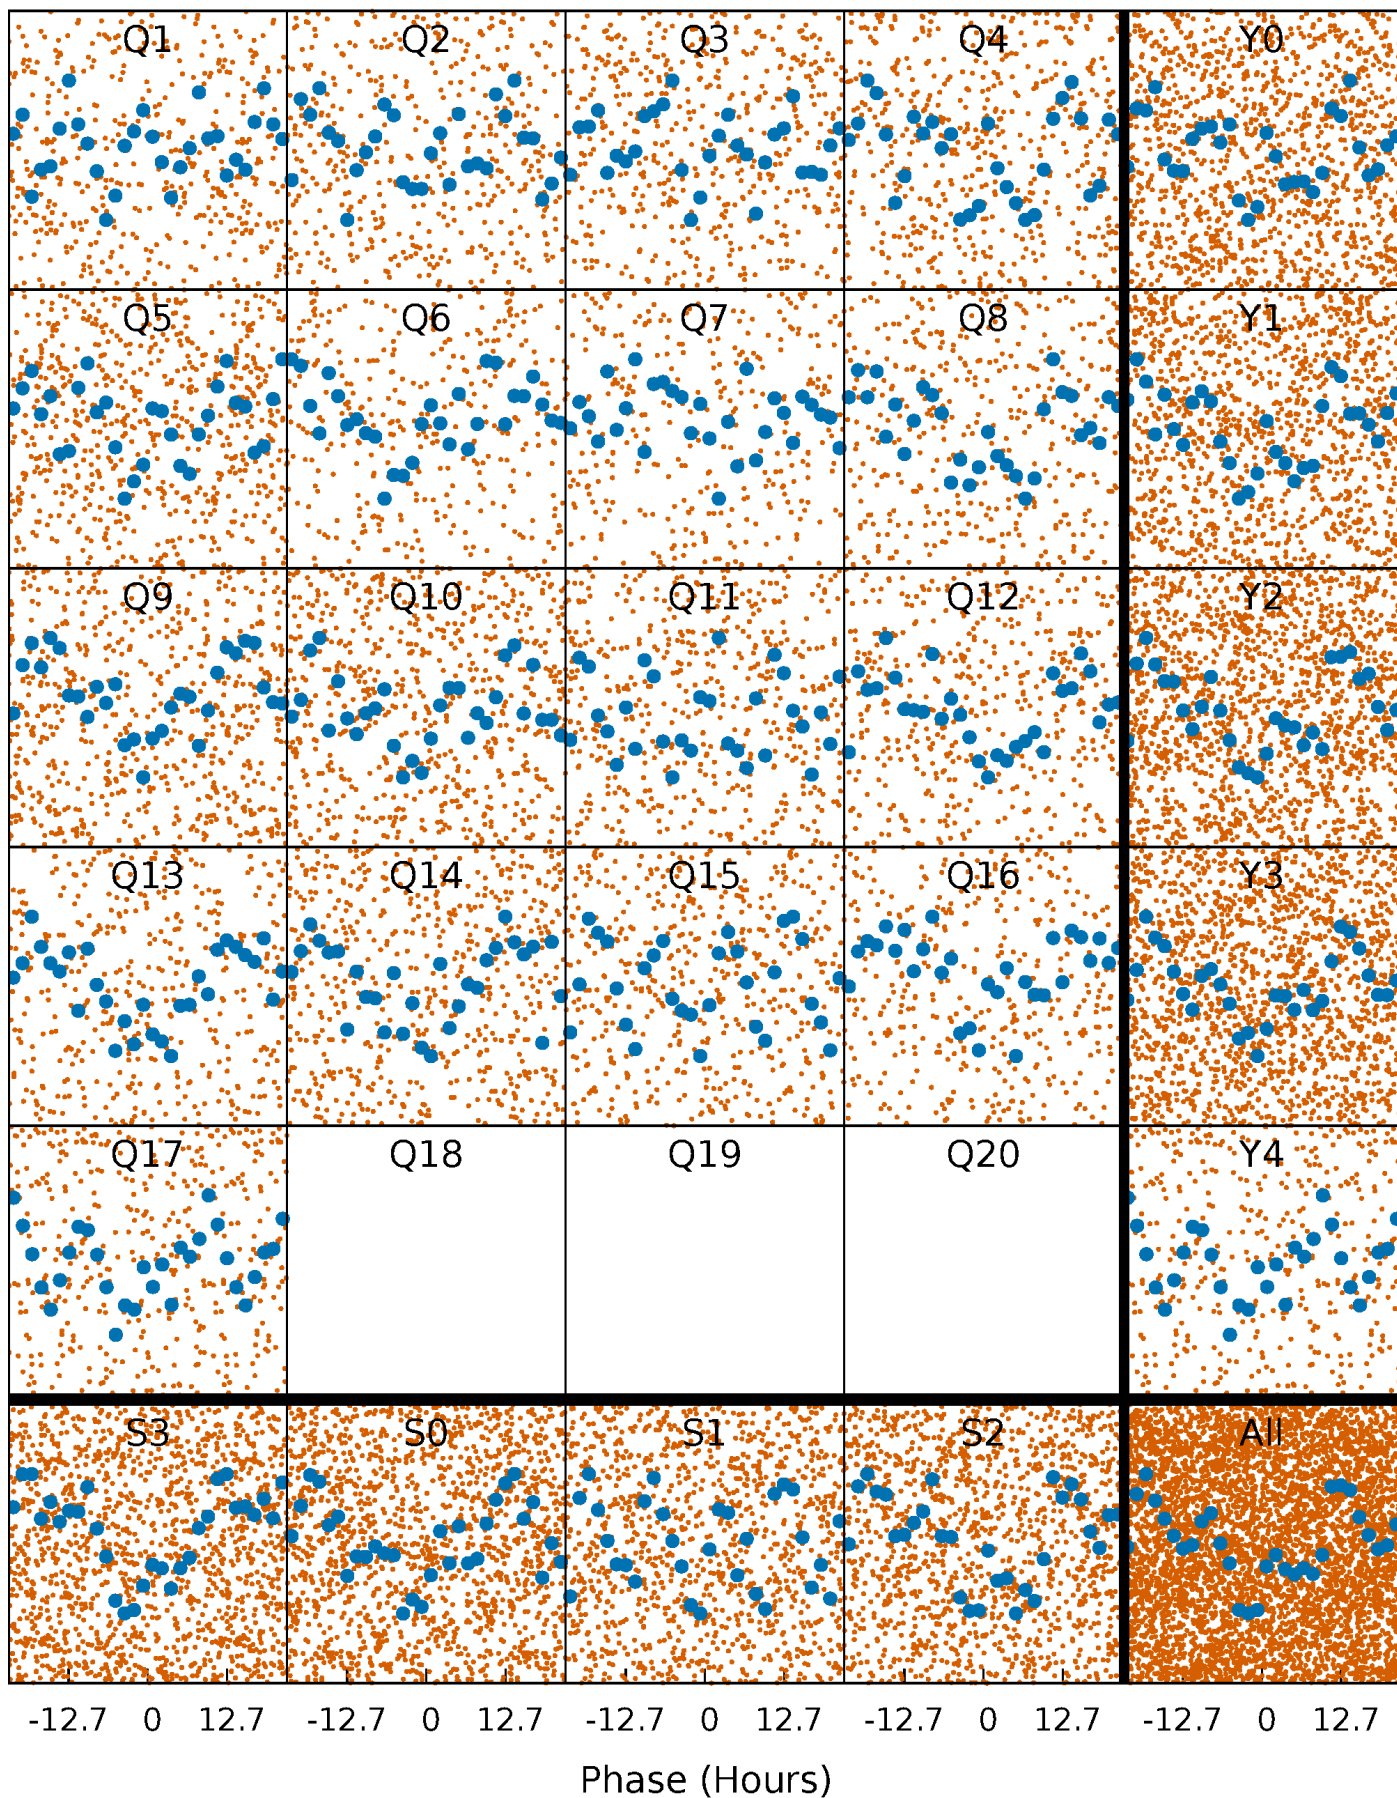 Q1 Q2 Q3 Q4 Y0
Q5 Q6 Q7 Q8 Y1
Q9 Q10 Q11 Q12 Y2
Q13 Q14 Q15 Q16 Y3
Q17 Q18 Q19 Q20 Y4
S3 S0 S1 S2 All
-12.7 0 12.7 -12.7 0 12.7 -12.7 0 12.7 -12.7 0 12.7 -12.7 0 12.7
Phase (Hours)